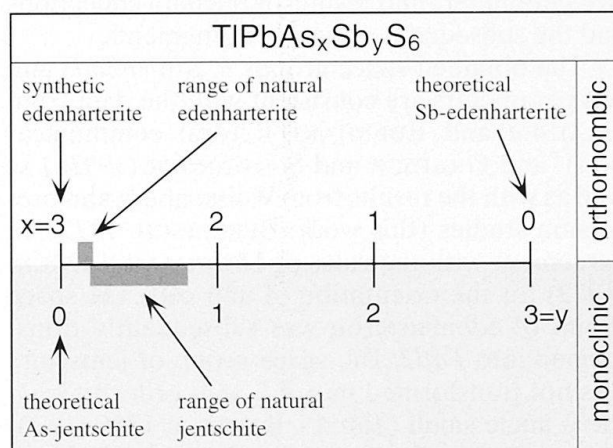 TlPbAsxSbyS6
synthetic edenharterite
range of natural edenharterite
theoretical Sb-edenharterite
orthorhombic
x=3 2 1 0
0 1 2 3=y
monoclinic
theoretical As-jentschite
range of natural jentschite